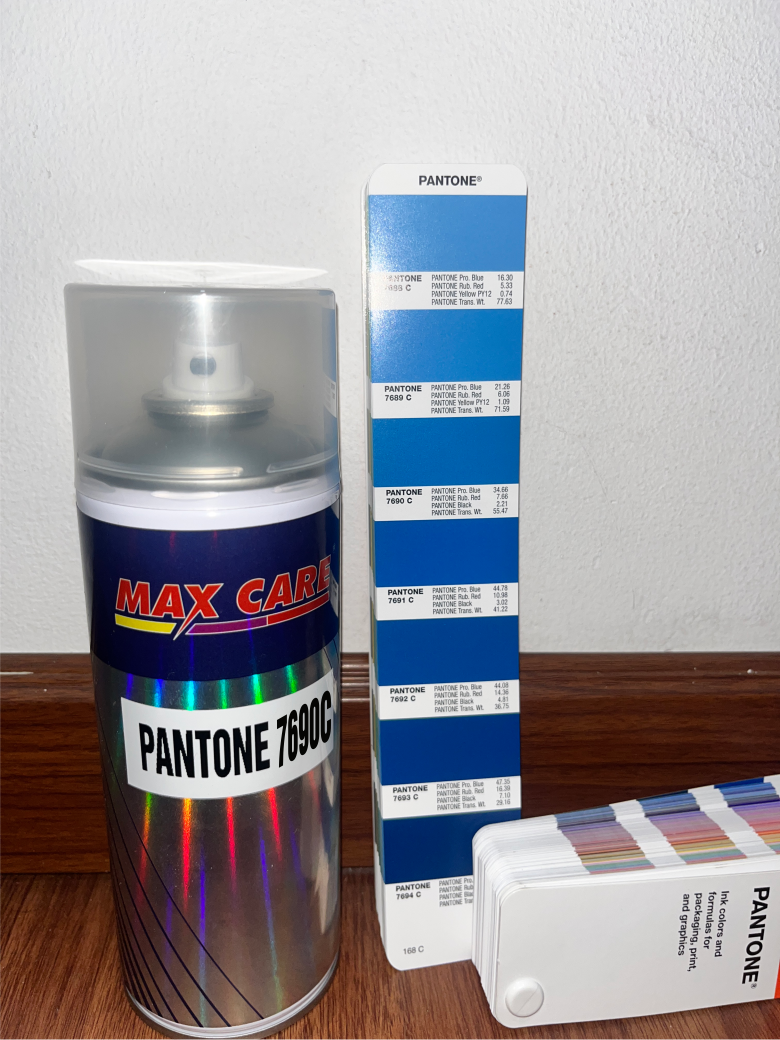 MAX CARE
PANTONE 7690C
PANTONE®
PANTONE
7688 C
PANTONE Pro. Blue 16.30
PANTONE Rub. Red 5.33
PANTONE Yellow PY12 0.74
PANTONE Trans. Wt. 77.63
PANTONE
7689 C
PANTONE Pro. Blue 21.26
PANTONE Rub. Red 6.06
PANTONE Yellow PY12 1.09
PANTONE Trans. Wt. 71.59
PANTONE
7690 C
PANTONE Pro. Blue 34.66
PANTONE Rub. Red 7.66
PANTONE Black 2.21
PANTONE Trans. Wt. 55.47
PANTONE
7691 C
PANTONE Pro. Blue 44.78
PANTONE Rub. Red 10.98
PANTONE Black 3.02
PANTONE Trans. Wt. 41.22
PANTONE
7692 C
PANTONE Pro. Blue 44.08
PANTONE Rub. Red 14.36
PANTONE Black 4.81
PANTONE Trans. Wt. 36.75
PANTONE
7693 C
PANTONE Pro. Blue 47.35
PANTONE Rub. Red 16.39
PANTONE Black 7.10
PANTONE Trans. Wt. 29.16
PANTONE
7694 C
PANTONE Pro.
PANTONE
PANTONE
PANTONE
168 C
PANTONE®
Ink colors and
formulas for
packaging, print,
and graphics